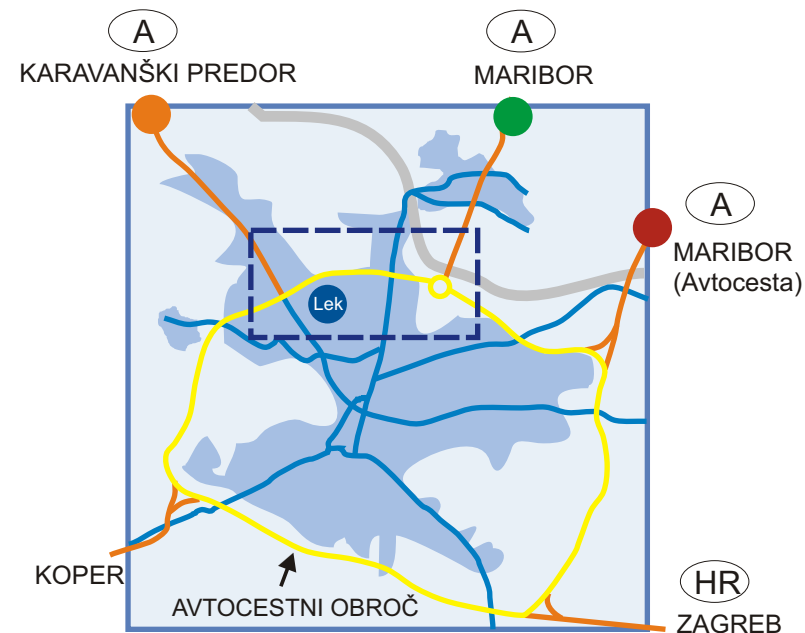 A
KARAVANŠKI PREDOR
A
MARIBOR
A
MARIBOR
(Avtocesta)
Lek
KOPER
AVTOCESTNI OBROČ
HR
ZAGREB